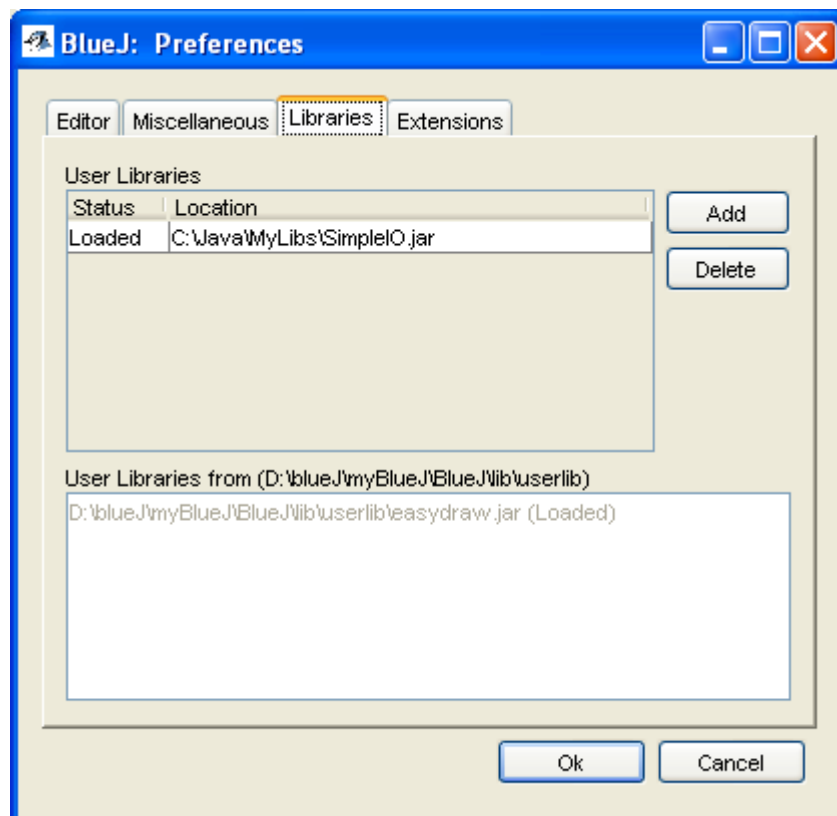 BlueJ: Preferences
Editor Miscellaneous Libraries Extensions
User Libraries
Status Location
Add
Loaded C:\Java\MyLibs\SimpleIO.jar
Delete
User Libraries from (D:\blueJ\myBlueJ\BlueJ\lib\userlib)
D:\blueJ\myBlueJ\BlueJ\lib\userlib\easydraw.jar (Loaded)
Ok Cancel